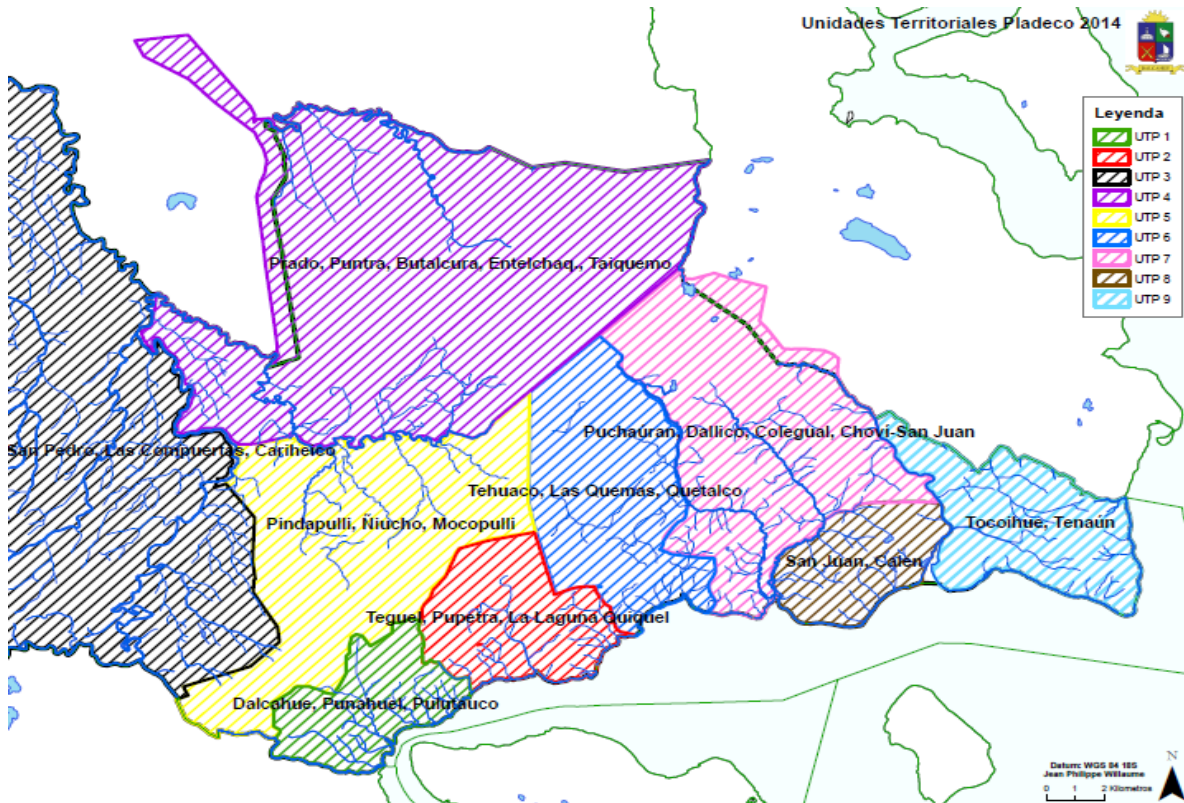 Unidades Territoriales Pladeco 2014
Leyenda
UTP 1
UTP 2
UTP 3
UTP 4
UTP 5
UTP 6
UTP 7
UTP 8
UTP 9
Prado, Puntra, Butalcura, Entelchaq., Taiquemo
Puchauran, Dallico, Colegual, Chovi-San Juan
San Pedro, Las Compuertas, Cariheico
Tehuaco, Las Quemas, Quetalco
Pindapulli, Ñiucho, Mocopulli
Tocoihue, Tenaún
San Juan, Calen
Teguel, Pupetra, La Laguna Quiquel
Dalcahue, Punahuel, Pulutauco
N
Datum: WGS 84 18S
Jean Philippe Willaume
0 1 2 Kilometros